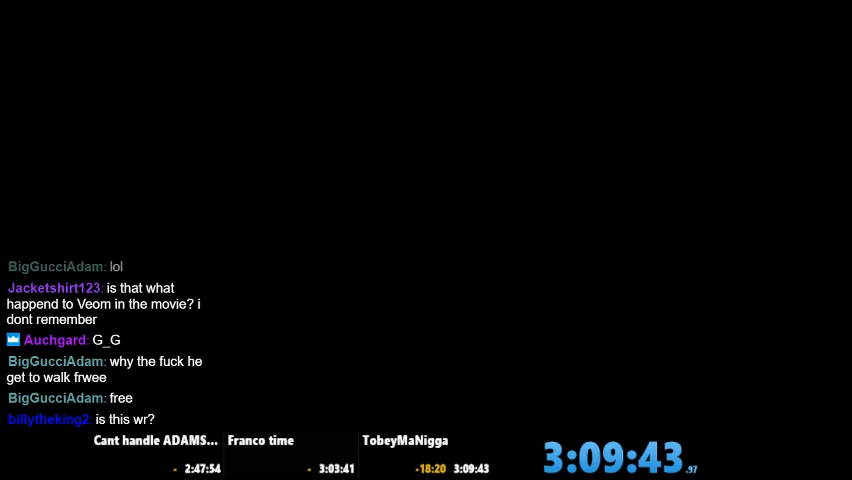 BigGucciAdam: lol
Jacketshirt123: is that what
happend to Veom in the movie? i
dont remember
Auchgard: G_G
BigGucciAdam: why the fuck he
get to walk frwee
BigGucciAdam: free
billytheking2: is this wr?
Cant handle ADAMS... Franco time TobeyMaNigga
- 2:47:54 - 3:03:41 -18:20 3:09:43
3:09:43.97